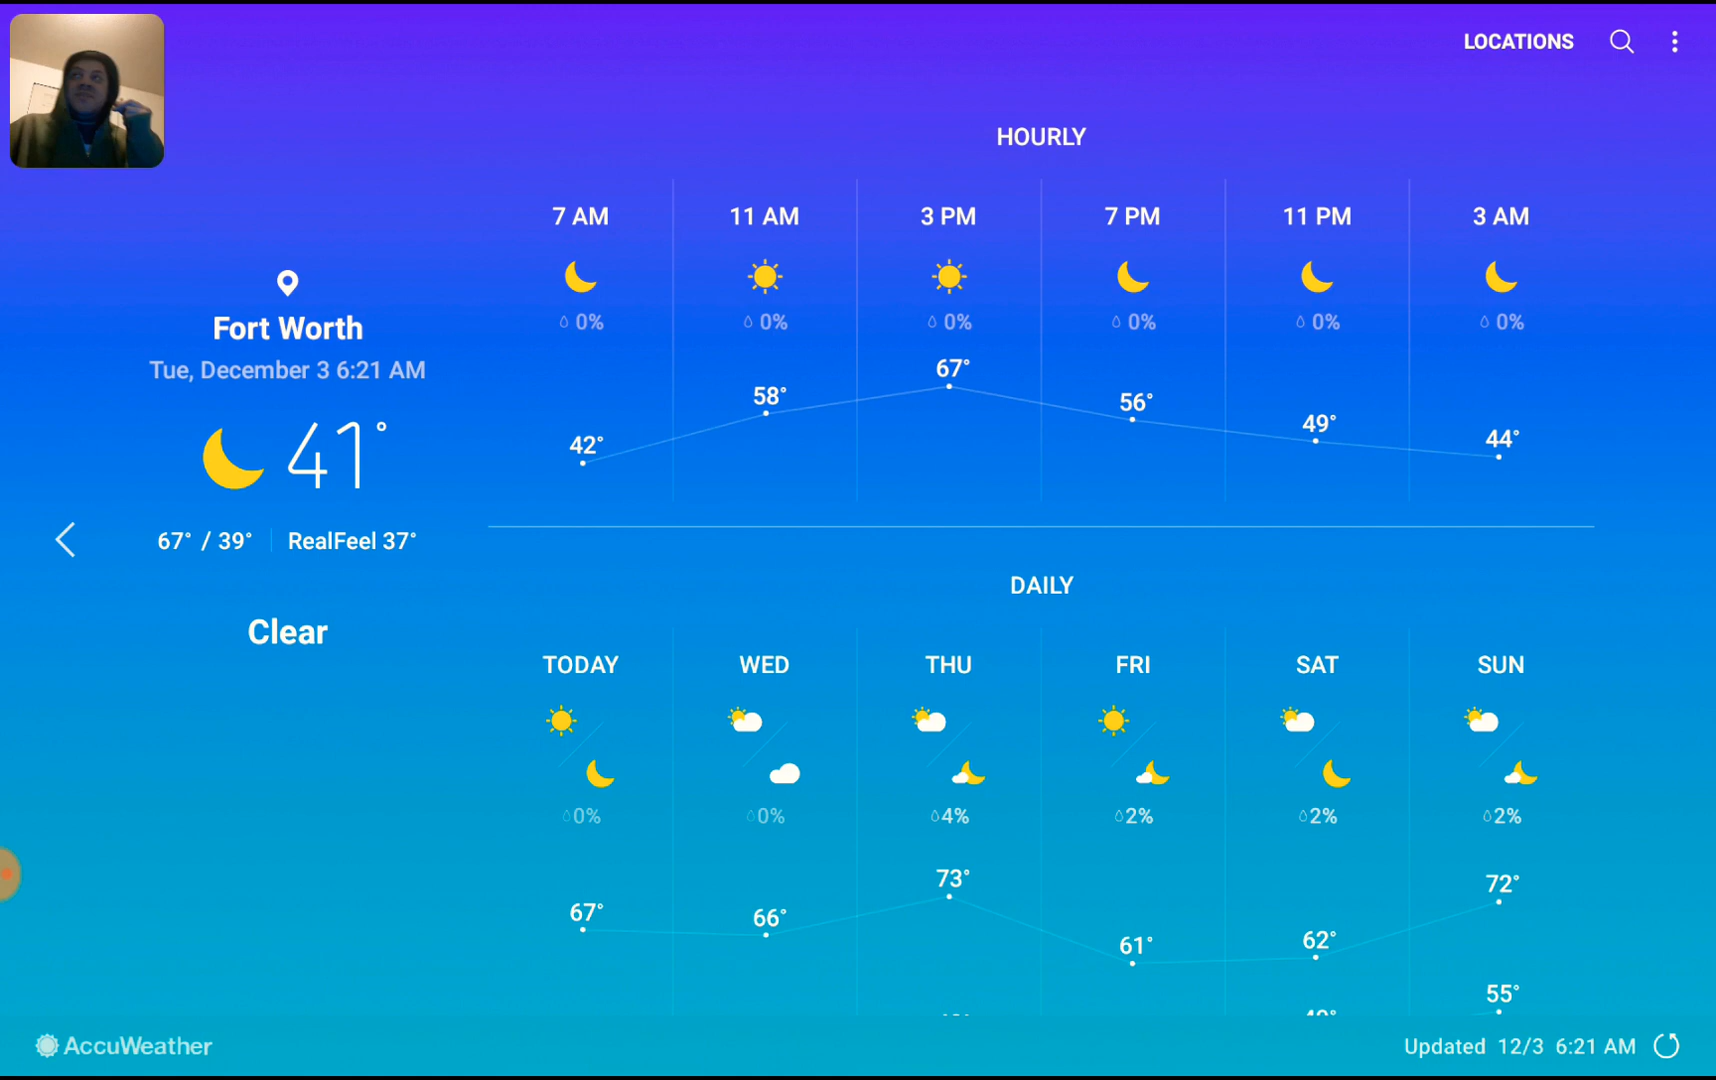 LOCATIONS
HOURLY
7 AM 11 AM 3 PM 7 PM 11 PM 3 AM
0% 0% 0% 0% 0% 0%
42° 58° 67° 56° 49° 44°
Fort Worth
Tue, December 3 6:21 AM
41°
67° / 39° RealFeel 37°
Clear
DAILY
TODAY WED THU FRI SAT SUN
0% 0% 4% 2% 2% 2%
67° 66° 73° 61° 62° 72°
55°
AccuWeather
Updated 12/3 6:21 AM